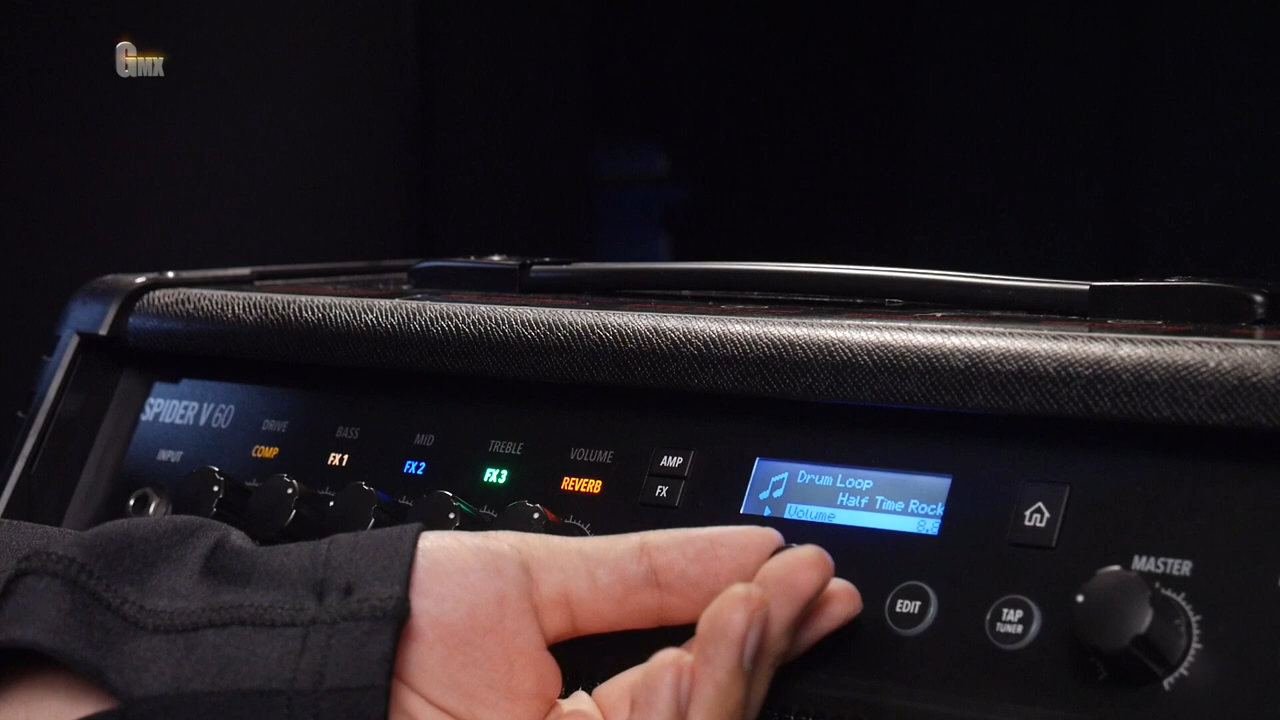 GMX
SPIDER V 60
INPUT
DRIVE
COMP
BASS
FX1
MID
FX2
TREBLE
FX3
VOLUME
REVERB
AMP
FX
Drum Loop
Half Time Rock
Volume 8.8
EDIT
TAP
TUNER
MASTER